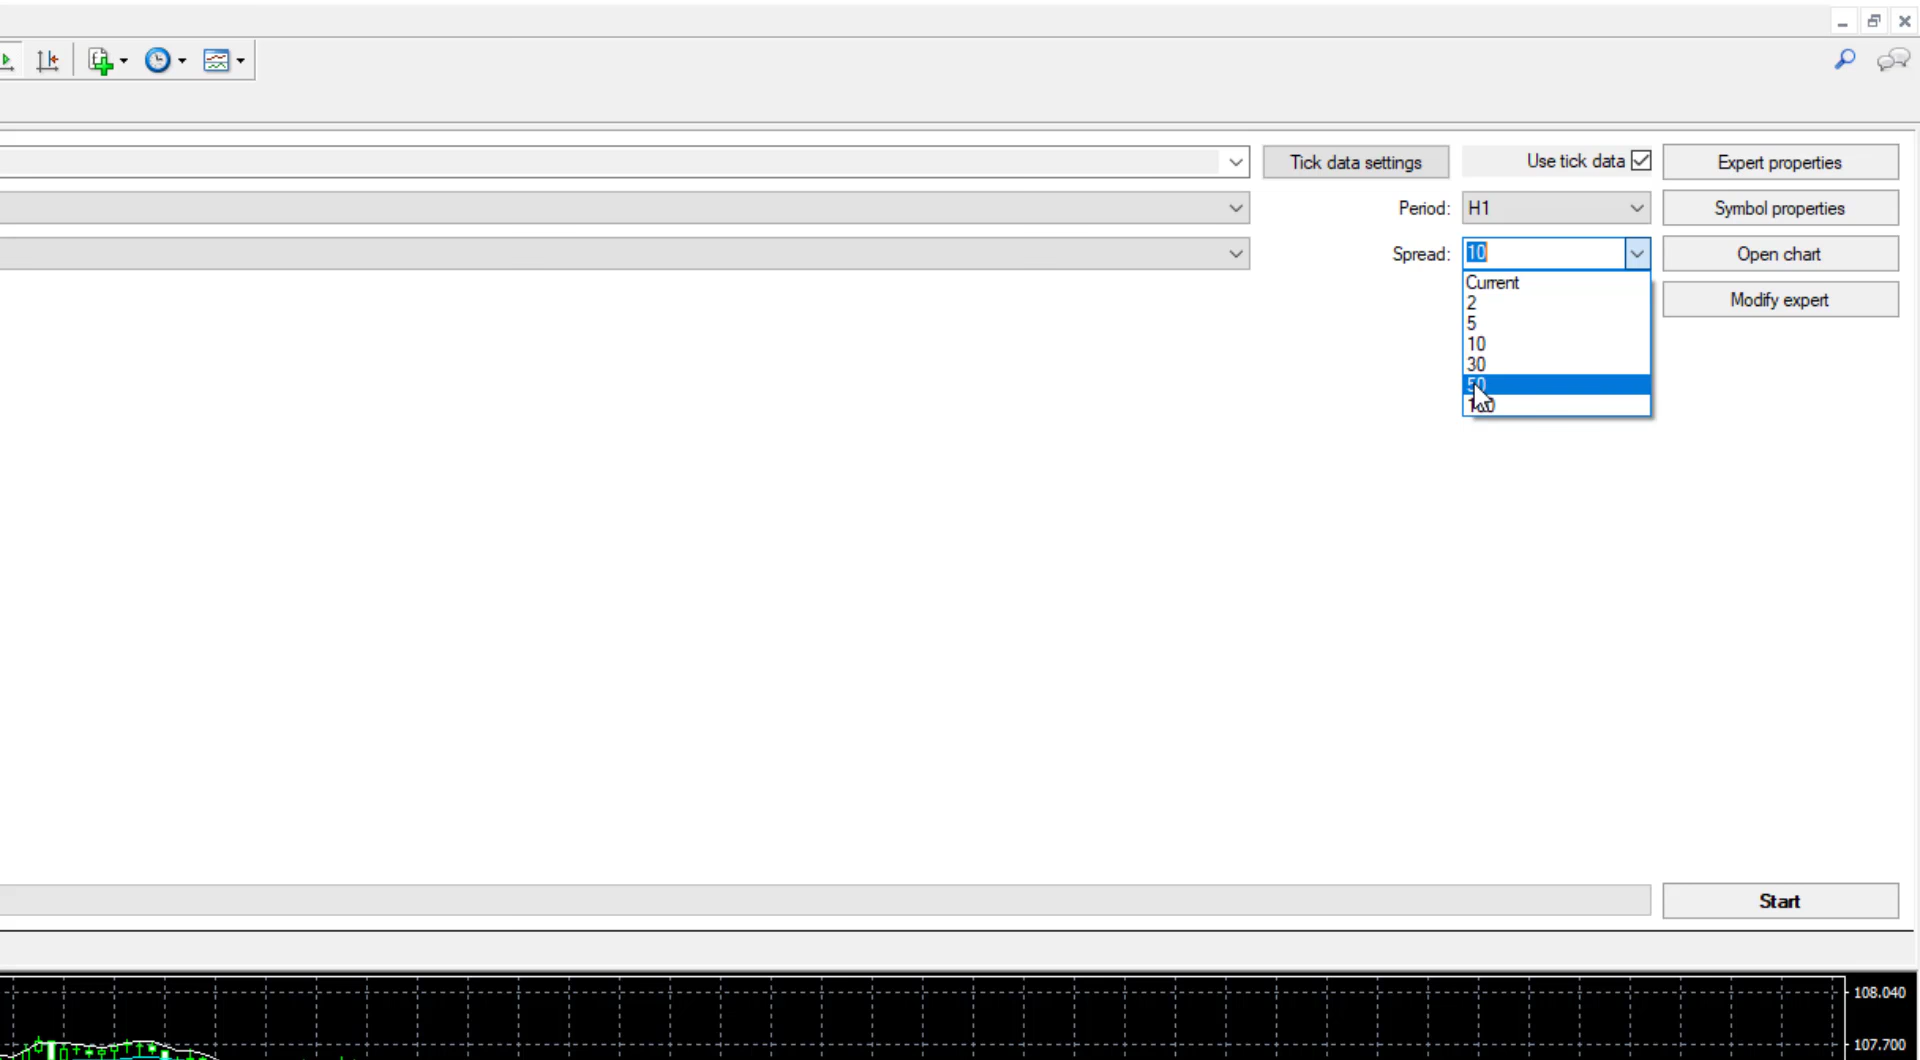 Tick data settings Use tick data Expert properties
Period: H1 Symbol properties
Spread: 10 Open chart
Current
2
5
10
30
50
Modify expert
Start
108.040
107.700